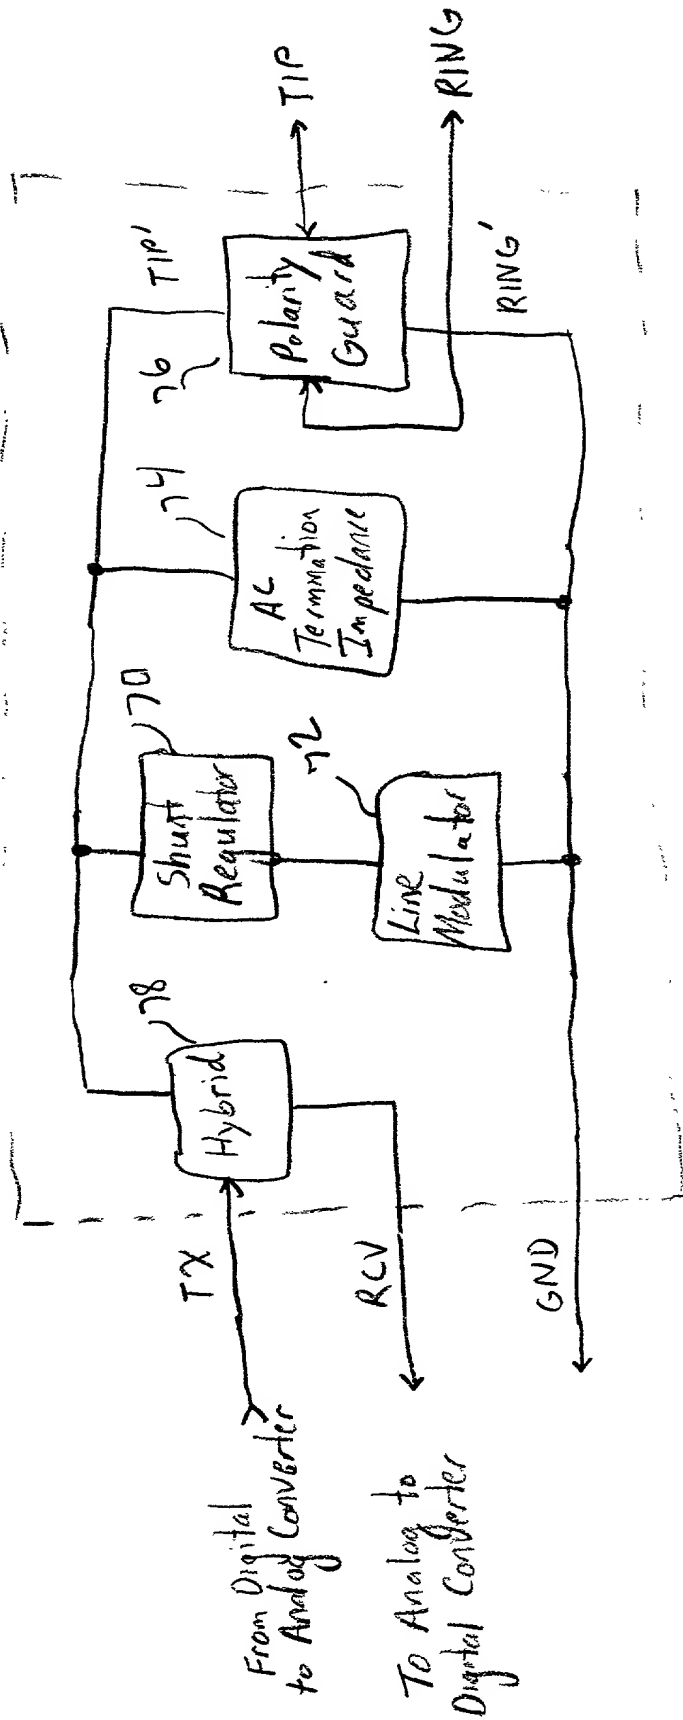 From Digital
to Analog Converter
TX
To Analog to
Digital Converter
RCV
GND
Hybrid
78
Shunt
Regulator
70
Line
Modulator
72
AC
Termination
Impedance
74
Polarity
Guard
76
TIP'
RING'
TIP
RING